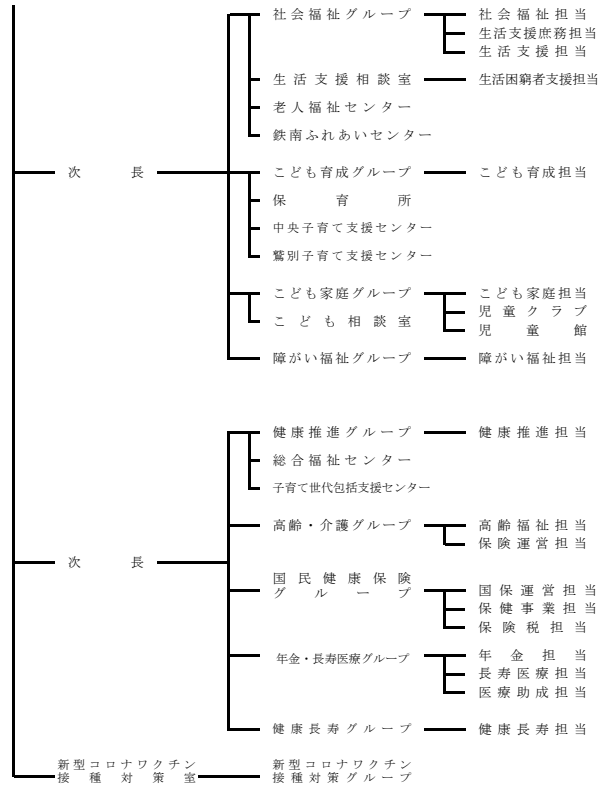 社会福祉グループ 社会福祉担当
生活支援庶務担当
生活支援担当
生活支援相談室 生活困窮者支援担当
老人福祉センター
鉄南ふれあいセンター
次長 こども育成グループ こども育成担当
保育所
中央子育て支援センター
鷲別子育て支援センター
こども家庭グループ こども家庭担当
児童クラブ
こども相談室
児童館
障がい福祉グループ 障がい福祉担当
健康推進グループ 健康推進担当
総合福祉センター
子育て世代包括支援センター
高齢・介護グループ 高齢福祉担当
保険運営担当
次長
国民健康保険
グループ 国保運営担当
保健事業担当
保険税担当
年金・長寿医療グループ 年金担当
長寿医療担当
医療助成担当
健康長寿グループ 健康長寿担当
新型コロナワクチン 新型コロナワクチン
接種対策室 接種対策グループ